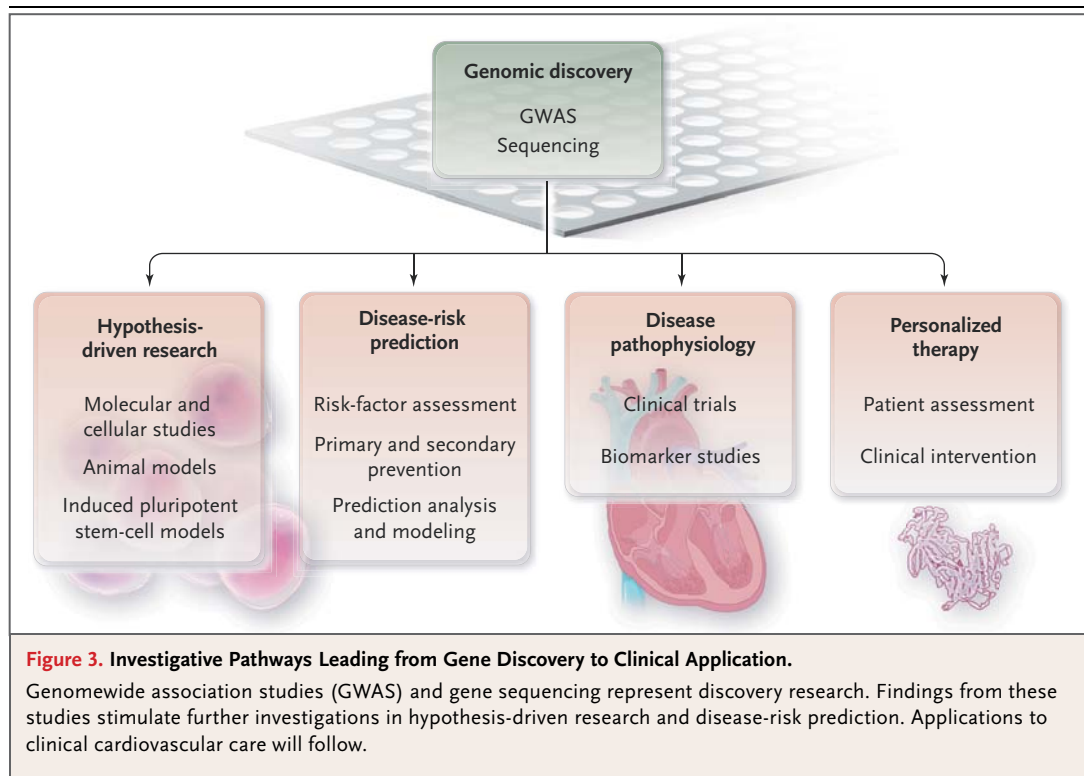 Genomic discovery
GWAS
Sequencing
Hypothesis-
driven research
Molecular and
cellular studies
Animal models
Induced pluripotent
stem-cell models
Disease-risk
prediction
Risk-factor assessment
Primary and secondary
prevention
Prediction analysis
and modeling
Disease
pathophysiology
Clinical trials
Biomarker studies
Personalized
therapy
Patient assessment
Clinical intervention
Figure 3. Investigative Pathways Leading from Gene Discovery to Clinical Application.
Genomewide association studies (GWAS) and gene sequencing represent discovery research. Findings from these
studies stimulate further investigations in hypothesis-driven research and disease-risk prediction. Applications to
clinical cardiovascular care will follow.